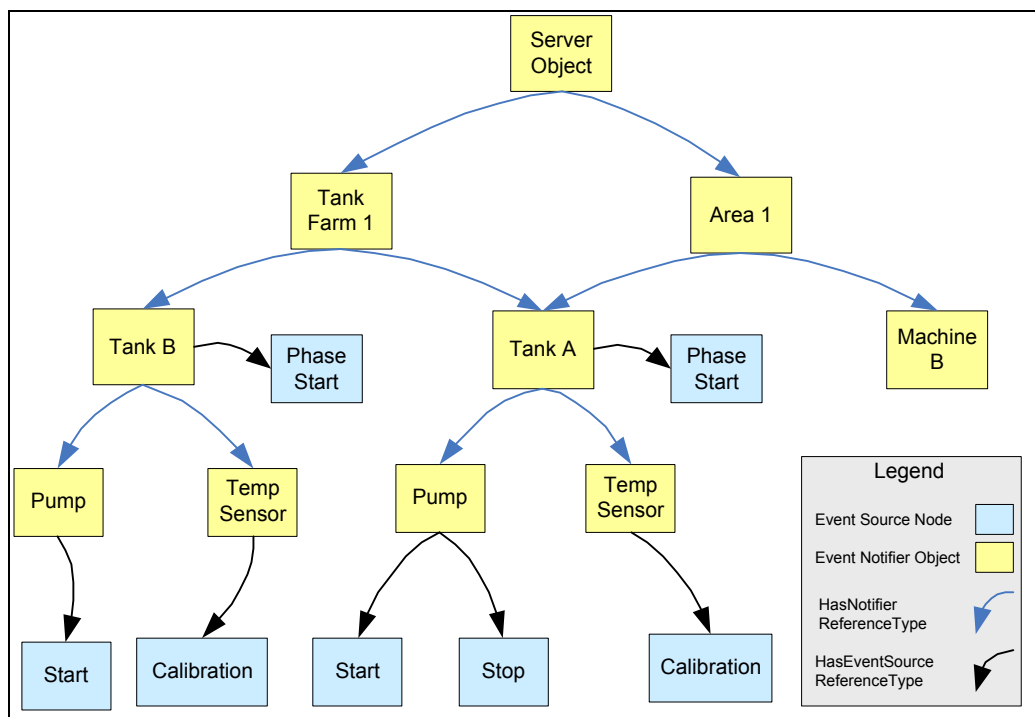 Server
Object
Tank
Farm 1
Area 1
Tank B
Phase
Start
Tank A
Phase
Start
Machine
B
Pump
Temp
Sensor
Pump
Temp
Sensor
Start
Calibration
Start
Stop
Calibration
Legend
Event Source Node
Event Notifier Object
HasNotifier
ReferenceType
HasEventSource
ReferenceType